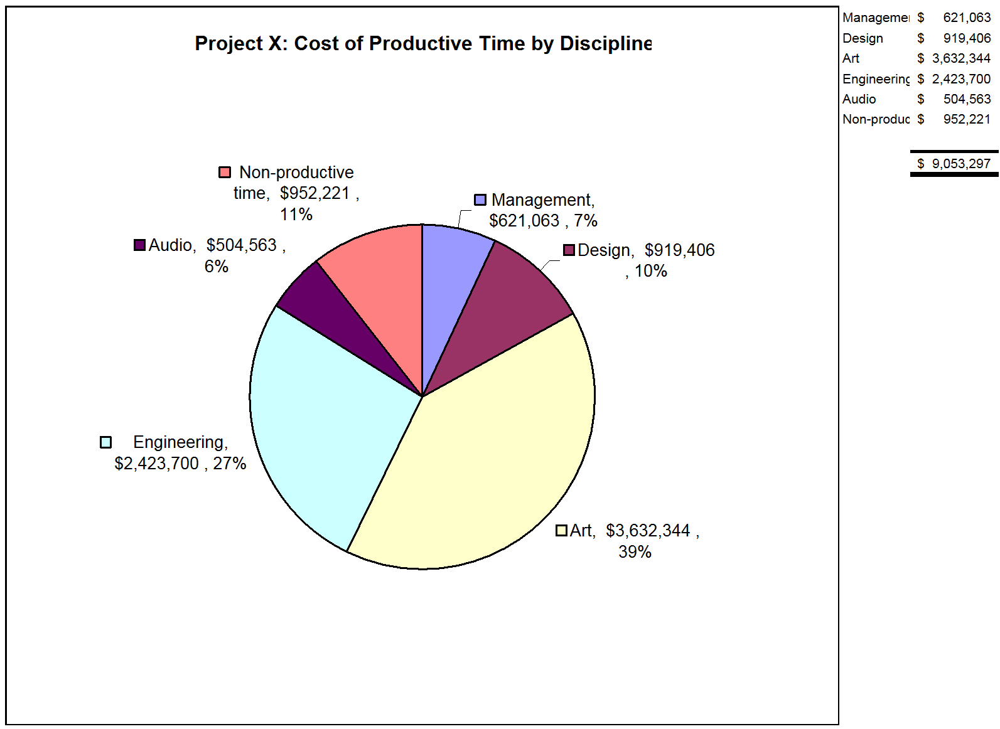 Project X: Cost of Productive Time by Discipline
Non-productive
time,  $952,221 ,
11%
Management,
$621,063 , 7%
Audio,  $504,563 ,
6%
Design,  $919,406
, 10%
Engineering,
$2,423,700 , 27%
Art,  $3,632,344 ,
39%
Managemen $ 621,063
Design $ 919,406
Art $ 3,632,344
Engineering $ 2,423,700
Audio $ 504,563
Non-produc $ 952,221
$ 9,053,297